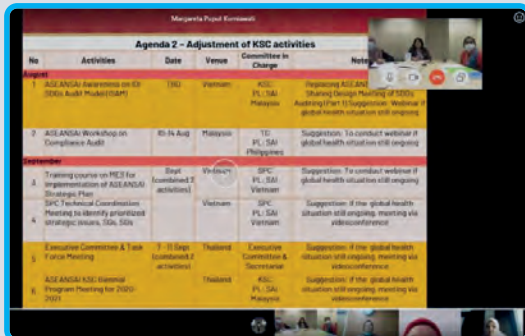 Margareta Puput Kurniawati
Agenda 2 – Adjustment of KSC activities
No Activities Date Venue Committee in Charge Note
August
1 ASEANSAI Awareness on IDI SDGs Audit Model (ISAM) TBD Vietnam KSC PL: SAI Malaysia Replacing ASEAN Sharing Design Meeting of SDGs Auditing (Part 1) Suggestion: Webinar if global health situation still ongoing
2 ASEANSAI Workshop on Compliance Audit 10-14 Aug Malaysia TC PL: SAI Philippines Suggestion: To conduct webinar if global health situation still ongoing
September
3 Training course on MES for implementation of ASEANSAI Strategic Plan Sept (combined 2 activities) Vietnam SPC PL: SAI Vietnam Suggestion: To conduct webinar if global health situation still ongoing
4 SPC Technical Coordination Meeting to identify prioritized strategic issues, Vietnam SPC PL: SAI Vietnam Suggestion: if the global health situation still ongoing, meeting via videoconference
5 Executive Committee & Task Force Meeting 7 - 11 Sept (combined 2 activities) Thailand Executive Committee & Secretariat Suggestion: if the global health situation still ongoing, meeting via videoconference
6 ASEANSAI KSC Biennial Program Meeting for 2020-2021 Thailand KSC PL: SAI Malaysia Suggestion: if the global health situation still ongoing, meeting via videoconference